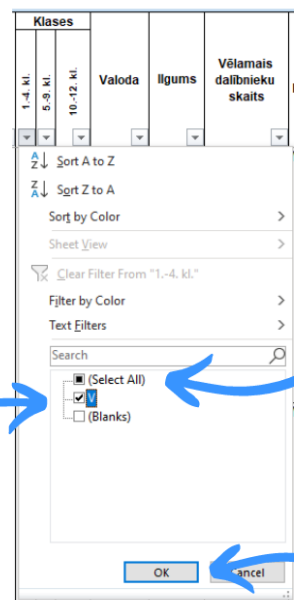 Klases
1.-4. kl.
5.-9. kl.
10.-12. kl.
Valoda
Ilgums
Vēlamais
dalībnieku
skaits
Sort A to Z
Sort Z to A
Sort by Color
Sheet View
Clear Filter From "1.-4. kl."
Filter by Color
Text Filters
Search
(Select All)
V
(Blanks)
OK